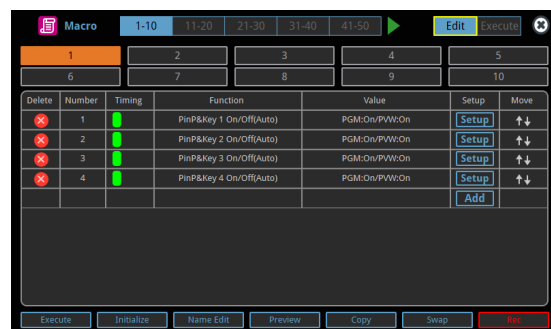 Macro 1-10 11-20 21-30 31-40 41-50 Edit Execute
1 2 3 4 5
6 7 8 9 10
Delete Number Timing Function Value Setup Move
1 PinP&Key 1 On/Off(Auto) PGM:On/PVW:On Setup
2 PinP&Key 2 On/Off(Auto) PGM:On/PVW:On Setup
3 PinP&Key 3 On/Off(Auto) PGM:On/PVW:On Setup
4 PinP&Key 4 On/Off(Auto) PGM:On/PVW:On Setup
Add
Execute Initialize Name Edit Preview Copy Swap Rec